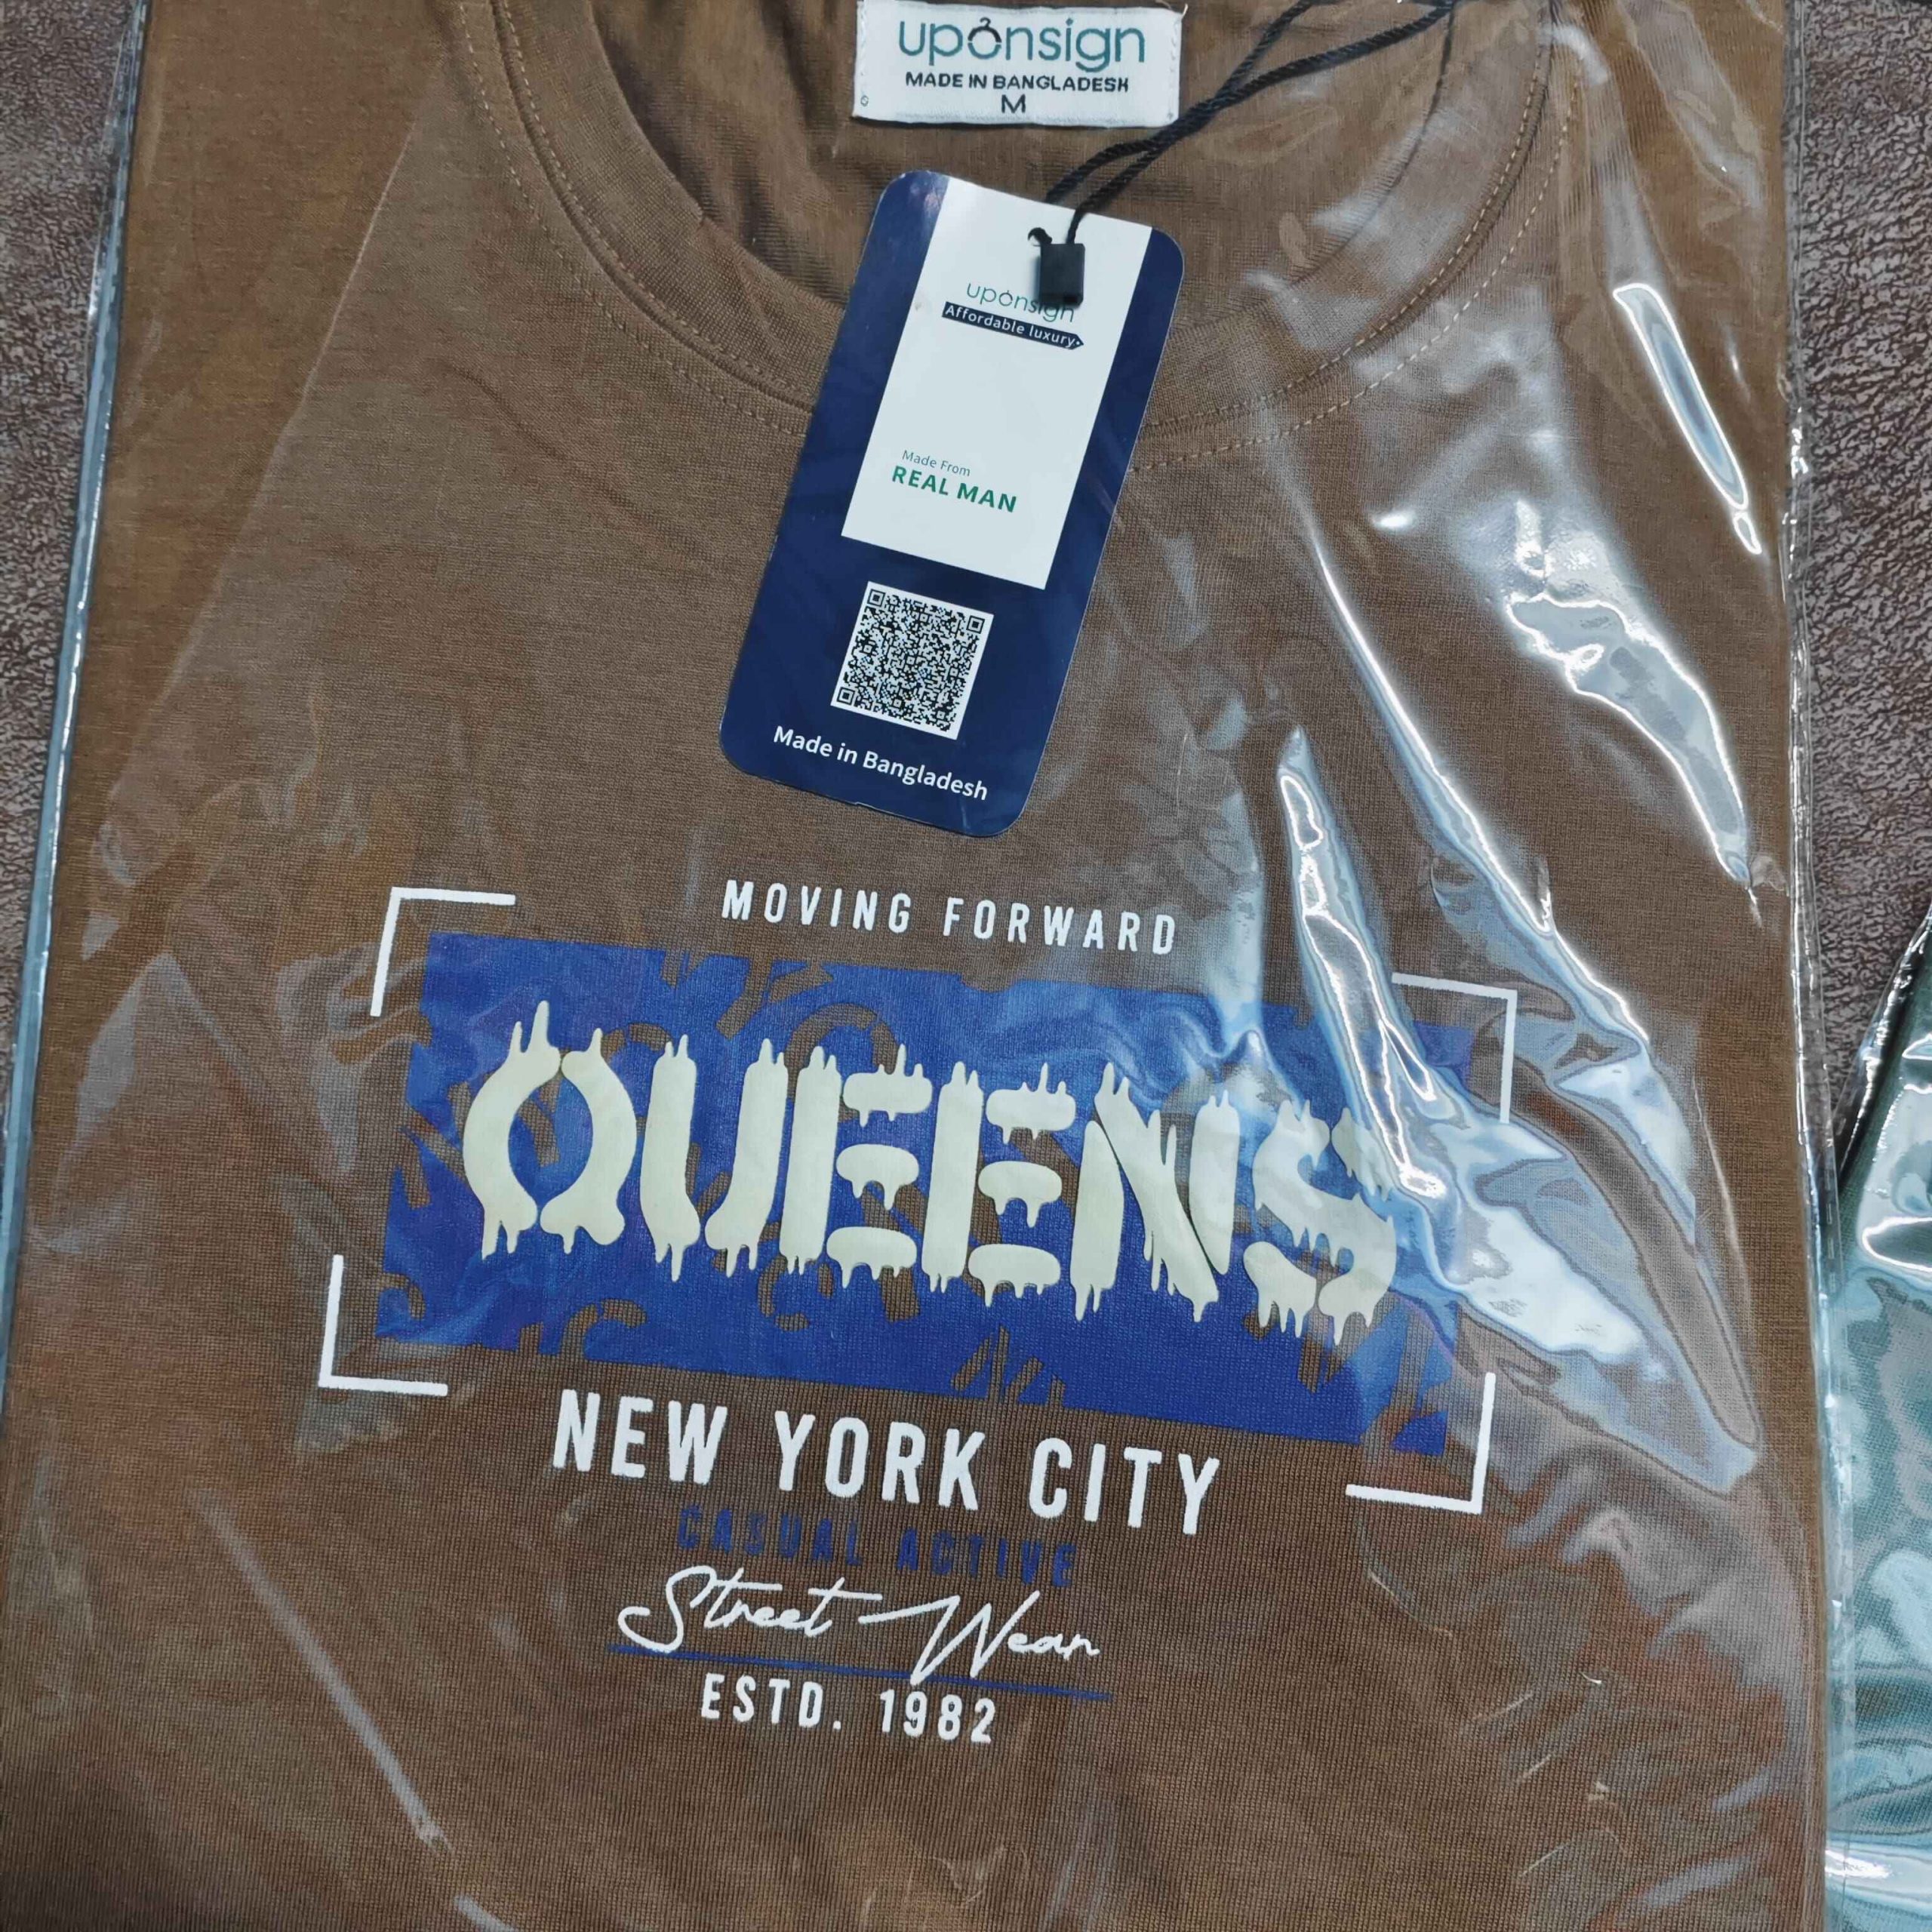 uponsign
MADE IN BANGLADESH
M
uponsign
Affordable luxury
Made From
REAL MAN
Made in Bangladesh
MOVING FORWARD
QUEENS
NEW YORK CITY
CASUAL ACTIVE
Street Wear
ESTD. 1982